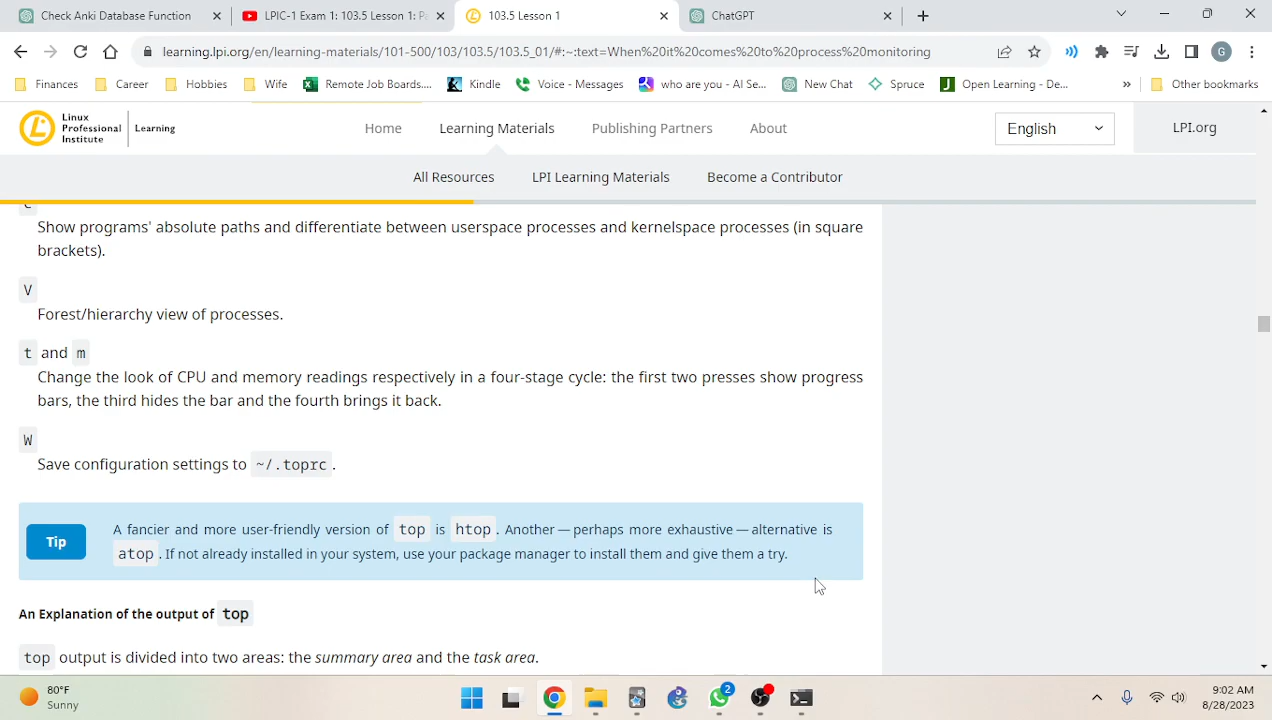 Check Anki Database Function
LPIC-1 Exam 1: 103.5 Lesson 1: P
103.5 Lesson 1
ChatGPT
learning.lpi.org/en/learning-materials/101-500/103/103.5/103.5_01/#:~:text=When%20it%20comes%20to%20process%20monitoring
G
Finances
Career
Hobbies
Wife
Remote Job Boards....
Kindle
Voice - Messages
who are you - AI Se...
New Chat
Spruce
Open Learning - De...
»
Other bookmarks
Linux
Professional
Institute
Learning
Home
Learning Materials
Publishing Partners
About
English
LPI.org
All Resources
LPI Learning Materials
Become a Contributor
Show programs' absolute paths and differentiate between userspace processes and kernelspace processes (in square
brackets).
V
Forest/hierarchy view of processes.
t and m
Change the look of CPU and memory readings respectively in a four-stage cycle: the first two presses show progress
bars, the third hides the bar and the fourth brings it back.
W
Save configuration settings to ~/.toprc.
Tip
A fancier and more user-friendly version of top is htop. Another — perhaps more exhaustive — alternative is
atop. If not already installed in your system, use your package manager to install them and give them a try.
An Explanation of the output of top
top output is divided into two areas: the summary area and the task area.
80°F
Sunny
2
9:02 AM
8/28/2023